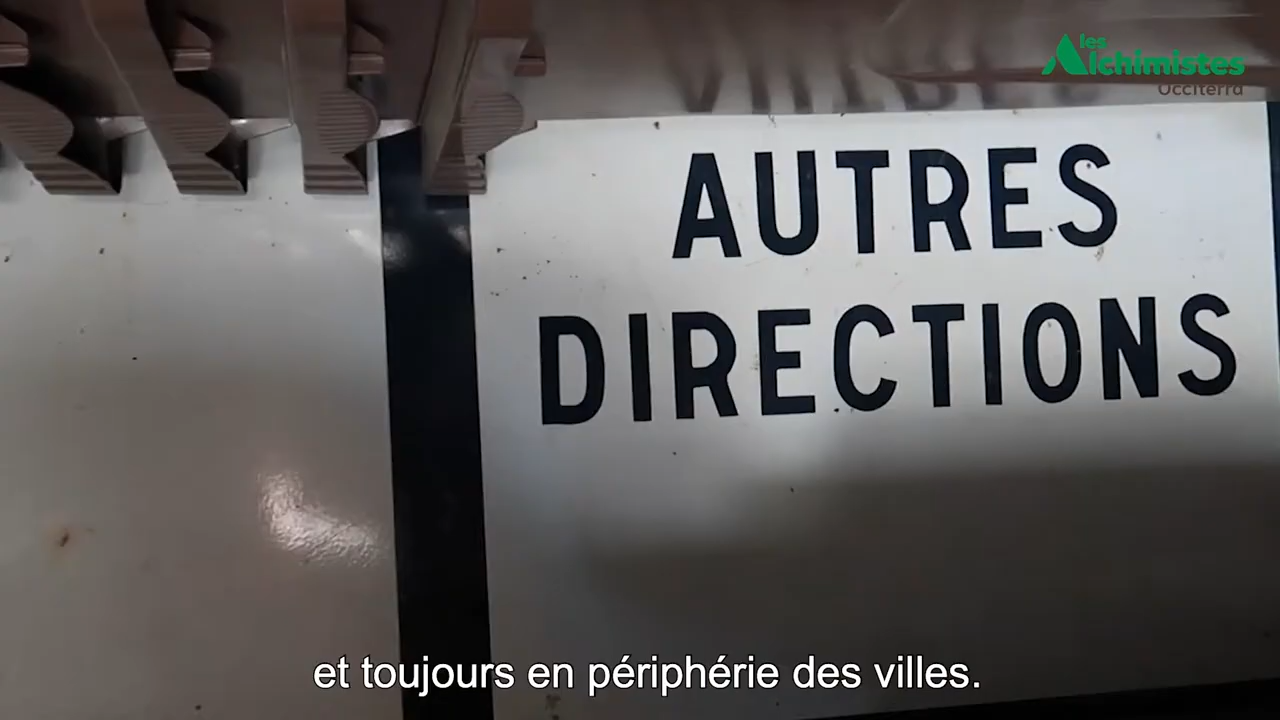 les
Alchimistes
Occiterra
AUTRES
DIRECTIONS
et toujours en périphérie des villes.